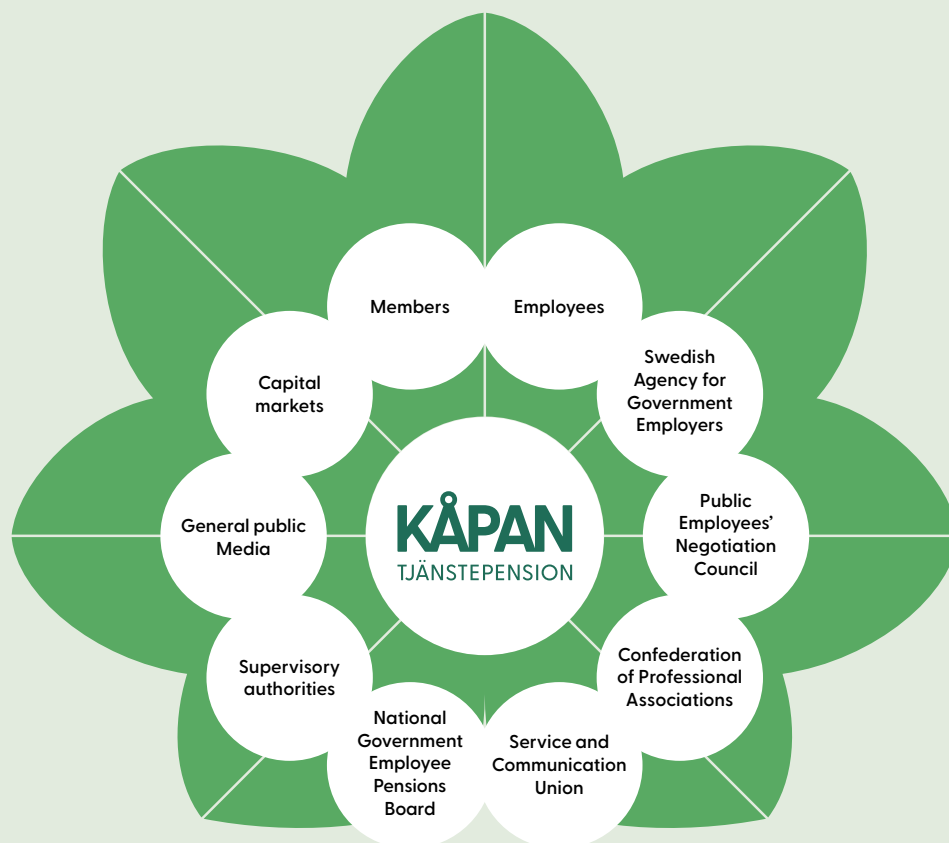 Members
Employees
Capital
markets
Swedish
Agency for
Government
Employers
General public
Media
KÅPAN
TJÄNSTEPENSION
Public
Employees’
Negotiation
Council
Supervisory
authorities
Confederation
of Professional
Associations
National
Government
Employee
Pensions
Board
Service and
Communication
Union